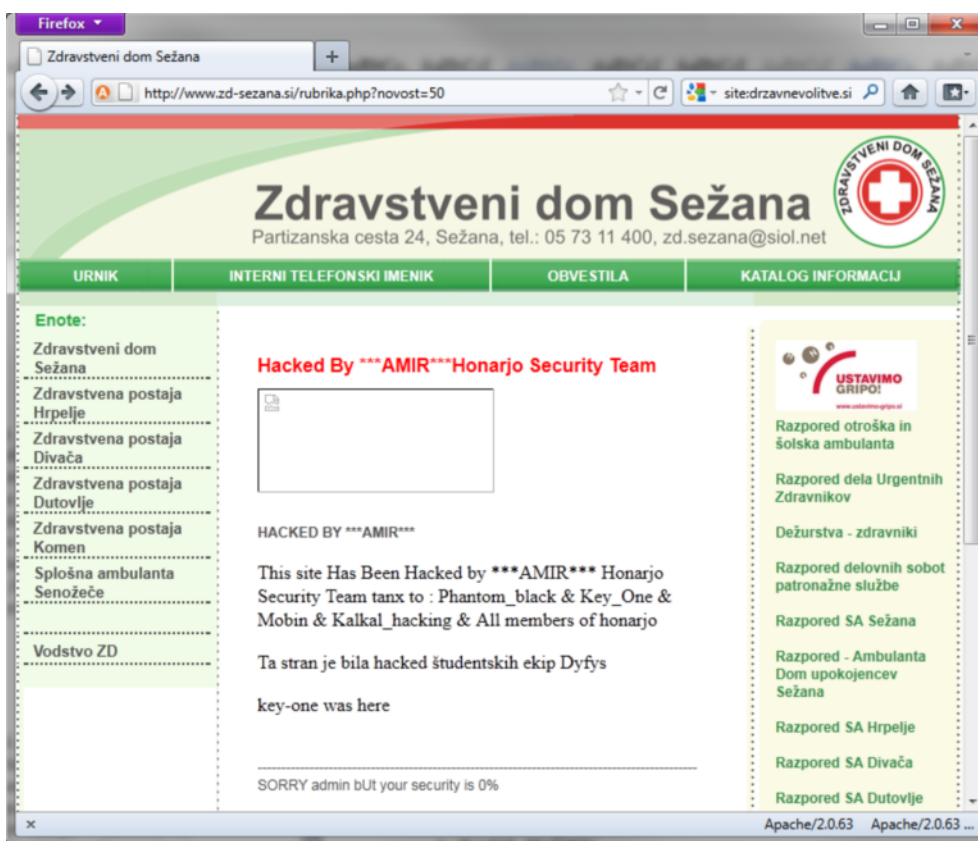 Firefox
Zdravstveni dom Sežana
http://www.zd-sezana.si/rubrika.php?novost=50
site:drzavnevolitve.si
Zdravstveni dom Sežana
Partizanska cesta 24, Sežana, tel.: 05 73 11 400, zd.sezana@siol.net
ZDRAVSTVENI DOM SEŽANA
URNIK
INTERNI TELEFONSKI IMENIK
OBVESTILA
KATALOG INFORMACIJ
Enote:
Zdravstveni dom
Sežana
Zdravstvena postaja
Hrpelje
Zdravstvena postaja
Divača
Zdravstvena postaja
Dutovlje
Zdravstvena postaja
Komen
Splošna ambulanta
Senožeče
Vodstvo ZD
Hacked By ***AMIR***Honarjo Security Team
HACKED BY ***AMIR***
This site Has Been Hacked by ***AMIR*** Honarjo
Security Team tanx to : Phantom_black & Key_One &
Mobin & Kalkal_hacking & All members of honarjo
Ta stran je bila hacked študentskih ekip Dyfys
key-one was here
SORRY admin bUt your security is 0%
USTAVIMO
GRIPO!
www.ustavimo-gripo.si
Razpored otroška in
šolska ambulanta
Razpored dela Urgentnih
Zdravnikov
Dežurstva - zdravniki
Razpored delovnih sobot
patronažne službe
Razpored SA Sežana
Razpored - Ambulanta
Dom upokojencev
Sežana
Razpored SA Hrpelje
Razpored SA Divača
Razpored SA Dutovlje
Apache/2.0.63 Apache/2.0.63 ...